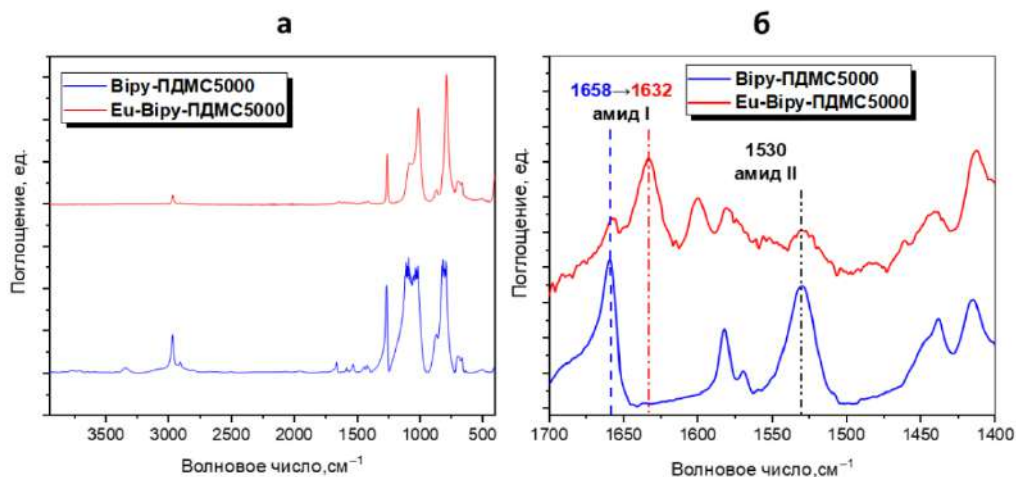 а
Bipy-ПДМС5000
Eu-Bipy-ПДМС5000
Поглощение, ед.
3500 3000 2500 2000 1500 1000 500
Волновое число,см⁻¹
б
Bipy-ПДМС5000
Eu-Bipy-ПДМС5000
1658→1632
амид I
1530
амид II
Поглощение, ед.
1700 1650 1600 1550 1500 1450 1400
Волновое число,см⁻¹